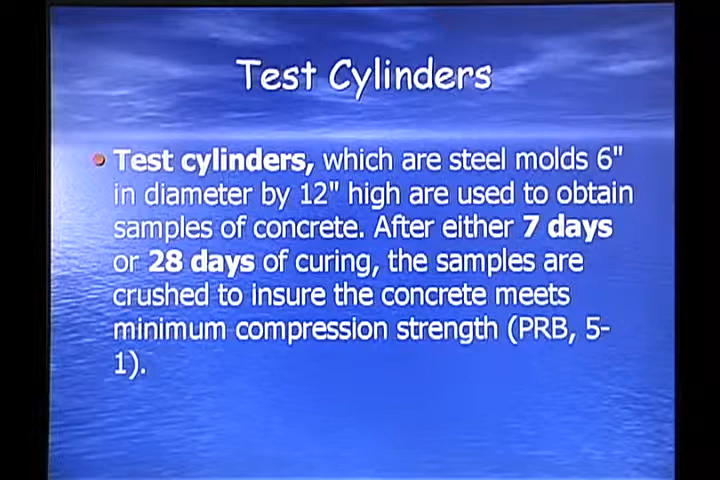 Test Cylinders
Test cylinders, which are steel molds 6"
in diameter by 12" high are used to obtain
samples of concrete. After either 7 days
or 28 days of curing, the samples are
crushed to insure the concrete meets
minimum compression strength (PRB, 5-
1).